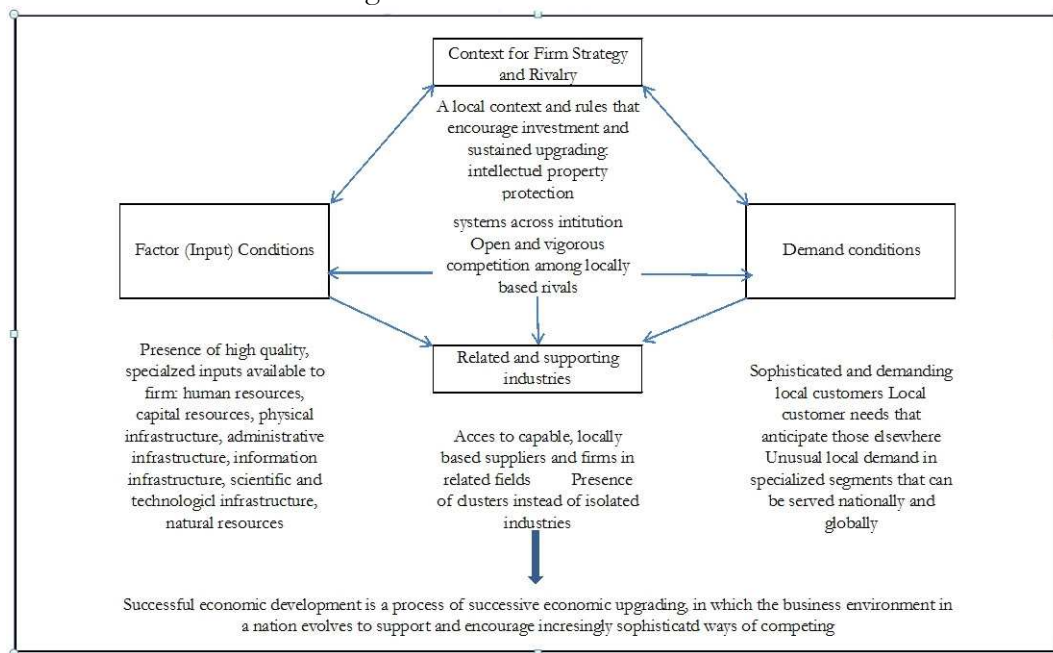 Context for Firm Strategy
and Rivalry
A local context and rules that
encourage investment and
sustained upgrading:
intellectual property
protection
systems across intitution
Open and vigorous
competition among locally
based rivals
Factor (Input) Conditions
Demand conditions
Related and supporting
industries
Presence of high quality,
specialzed inputs available to
firm: human resources,
capital resources, physical
infrastructure, administrative
infrastructure, information
infrastructure, scientific and
technologicl infrastructure,
natural resources
Acces to capable, locally
based suppliers and firms in
related fields Presence
of clusters instead of isolated
industries
Sophisticated and demanding
local customers Local
customer needs that
anticipate those elsewhere
Unusual local demand in
specialized segments that can
be served nationally and
globally
Successful economic development is a process of successive economic upgrading, in which the business environment in
a nation evolves to support and encourage incresingly sophisticatd ways of competing